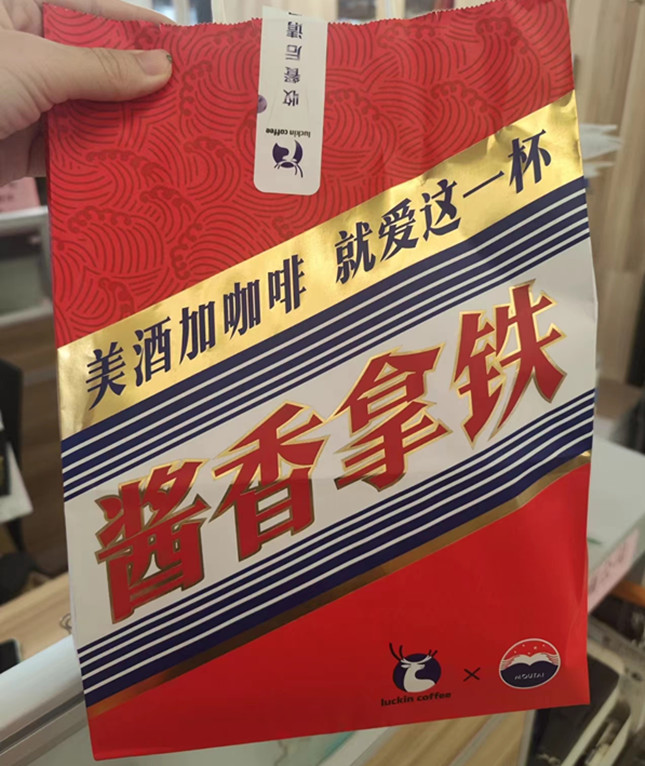 收餐后请
luckin coffee
美酒加咖啡 就爱这一杯
酱香拿铁
luckin coffee
×
MOUTAI